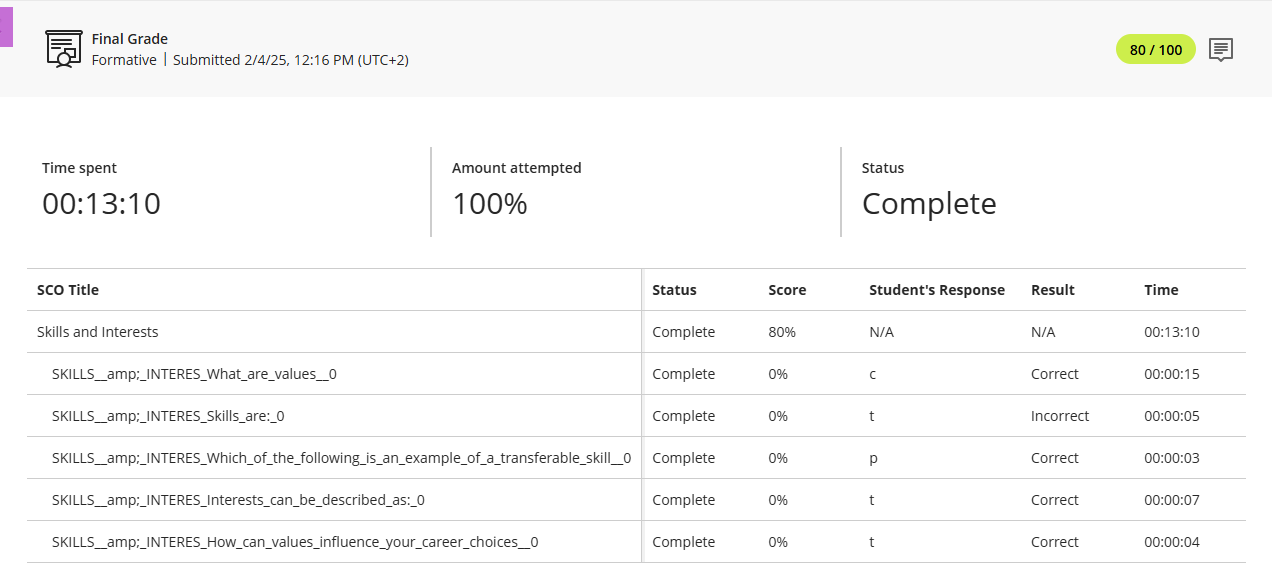 Final Grade
Formative | Submitted 2/4/25, 12:16 PM (UTC+2)
80 / 100
Time spent
00:13:10
Amount attempted
100%
Status
Complete
SCO Title Status Score Student's Response Result Time
Skills and Interests Complete 80% N/A N/A 00:13:10
SKILLS__amp;_INTERES_What_are_values__0 Complete 0% c Correct 00:00:15
SKILLS__amp;_INTERES_Skills_are:_0 Complete 0% t Incorrect 00:00:05
SKILLS__amp;_INTERES_Which_of_the_following_is_an_example_of_a_transferable_skill__0 Complete 0% p Correct 00:00:03
SKILLS__amp;_INTERES_Interests_can_be_described_as:_0 Complete 0% t Correct 00:00:07
SKILLS__amp;_INTERES_How_can_values_influence_your_career_choices__0 Complete 0% t Correct 00:00:04